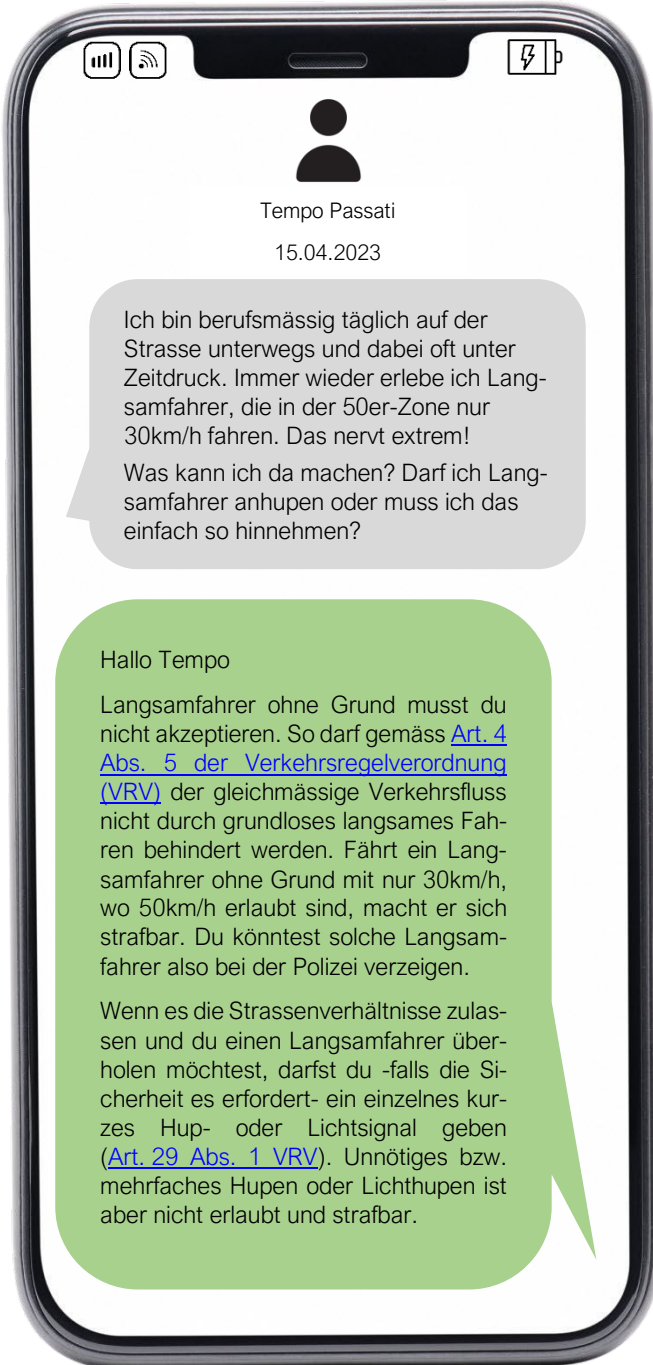 Tempo Passati
15.04.2023
Ich bin berufsmässig täglich auf der
Strasse unterwegs und dabei oft unter
Zeitdruck. Immer wieder erlebe ich Lang-
samfahrer, die in der 50er-Zone nur
30km/h fahren. Das nervt extrem!
Was kann ich da machen? Darf ich Lang-
samfahrer anhupen oder muss ich das
einfach so hinnehmen?
Hallo Tempo
Langsamfahrer ohne Grund musst du
nicht akzeptieren. So darf gemäss Art. 4
Abs. 5 der Verkehrsregelverordnung
(VRV) der gleichmässige Verkehrsfluss
nicht durch grundloses langsames Fah-
ren behindert werden. Fährt ein Lang-
samfahrer ohne Grund mit nur 30km/h,
wo 50km/h erlaubt sind, macht er sich
strafbar. Du könntest solche Langsam-
fahrer also bei der Polizei verzeigen.
Wenn es die Strassenverhältnisse zulas-
sen und du einen Langsamfahrer über-
holen möchtest, darfst du -falls die Si-
cherheit es erfordert- ein einzelnes kur-
zes Hup- oder Lichtsignal geben
(Art. 29 Abs. 1 VRV). Unnötiges bzw.
mehrfaches Hupen oder Lichthupen ist
aber nicht erlaubt und strafbar.